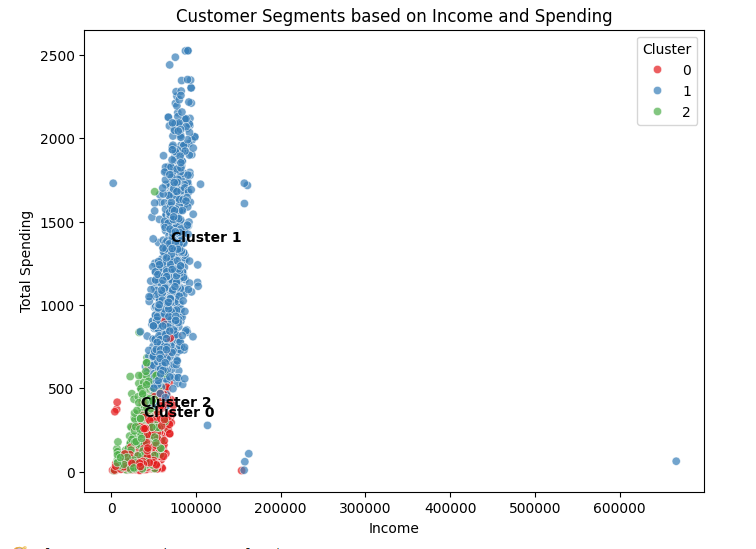 Customer Segments based on Income and Spending
Cluster
0
1
2
2500
2000
1500
1000
500
0
Total Spending
Cluster 1
Cluster 2
Cluster 0
0 100000 200000 300000 400000 500000 600000
Income